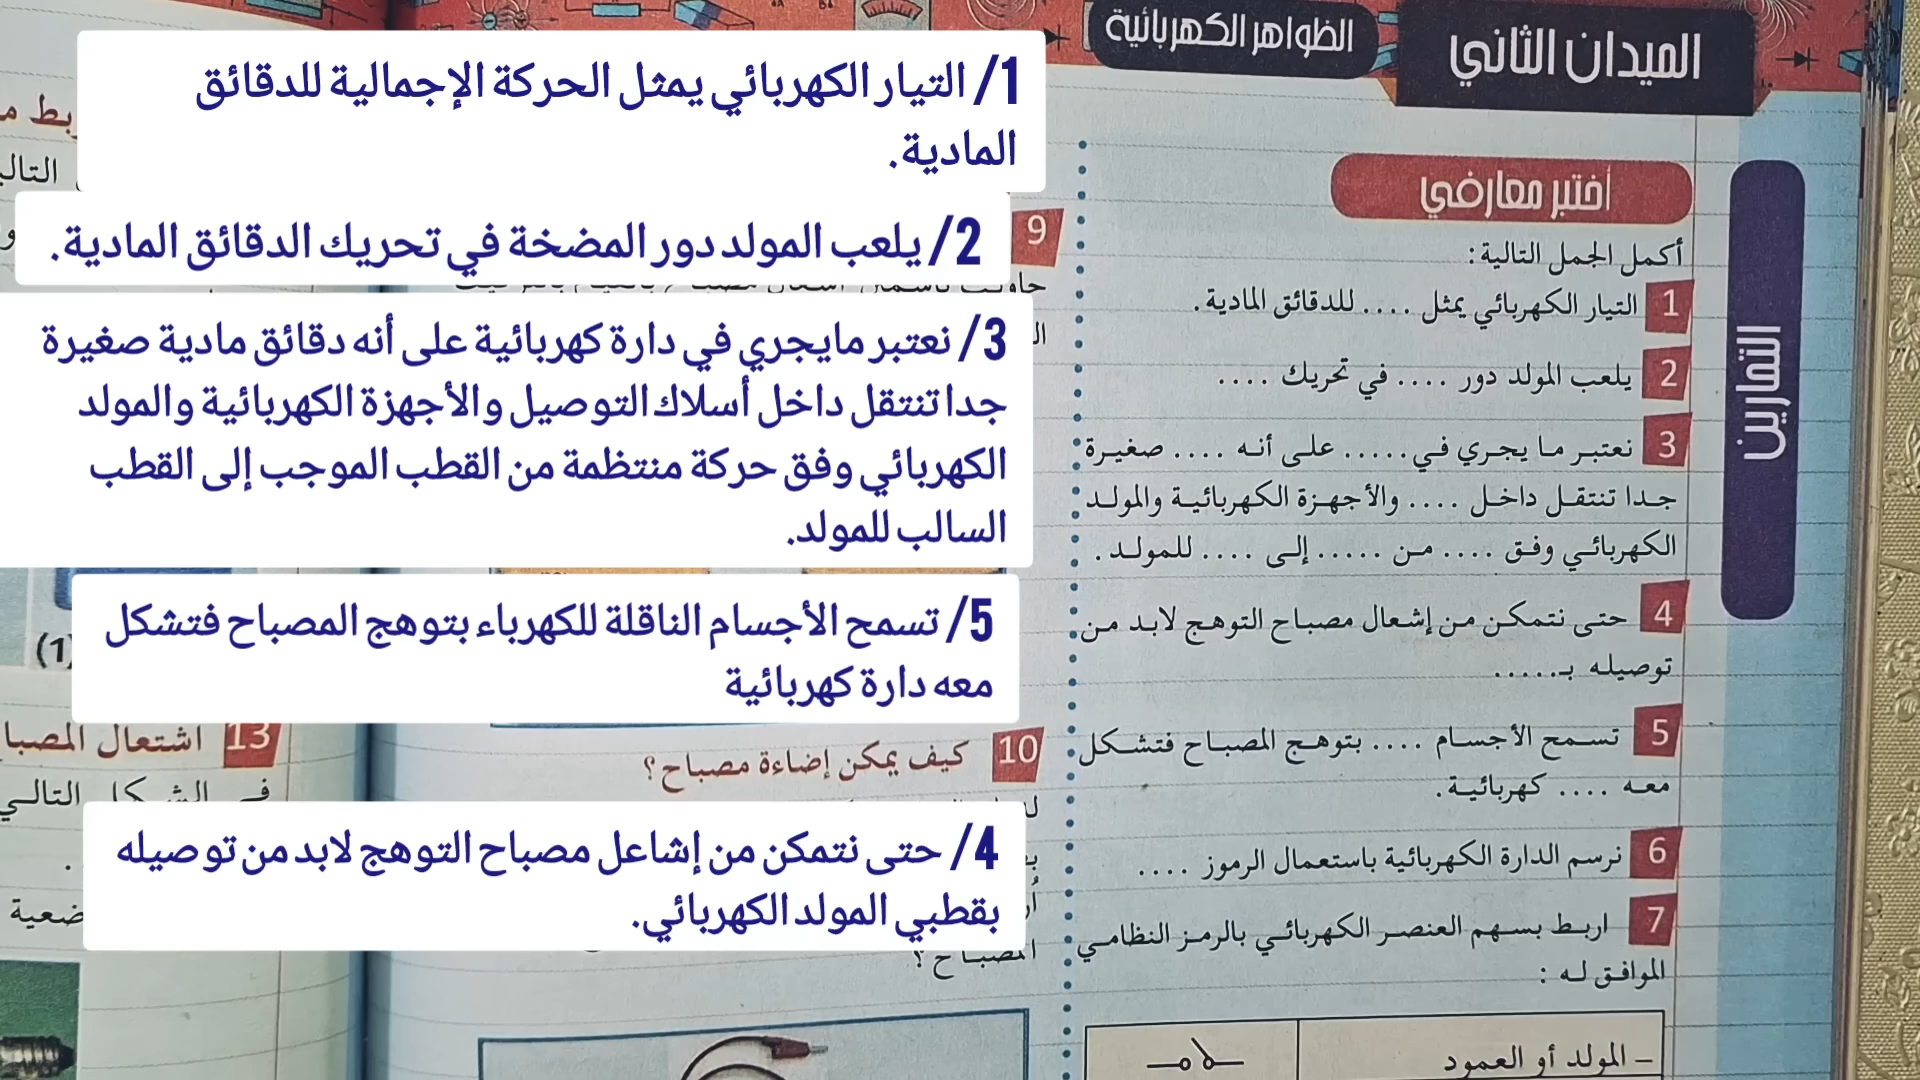 الميدان الثاني
الظواهر الكهربائية
التمارين
أختبر معارفي
أكمل الجمل التالية:
1 التيار الكهربائي يمثل .... للدقائق المادية.
2 يلعب المولد دور .... في تحريك ....
3 نعتبر ما يجري في..... على أنه .... صغيرة
جدا تنتقل داخل .... والأجهزة الكهربائية والمولد
الكهربائي وفق .... من ..... إلى .... للمولد.
4 حتى نتمكن من إشعال مصباح التوهج لابد من
توصيله بـ.....
5 تسمح الأجسام .... بتوهج المصباح فتشكل
معه .... كهربائية.
6 نرسم الدارة الكهربائية باستعمال الرموز ....
7 اربط بسهم العنصر الكهربائي بالرمز النظامي
الموافق له :
– المولد أو العمود
1/ التيار الكهربائي يمثل الحركة الإجمالية للدقائق
المادية.
2/ يلعب المولد دور المضخة في تحريك الدقائق المادية.
9
3/ نعتبر مايجري في دارة كهربائية على أنه دقائق مادية صغيرة
جدا تنتقل داخل أسلاك التوصيل والأجهزة الكهربائية والمولد
الكهربائي وفق حركة منتظمة من القطب الموجب إلى القطب
السالب للمولد.
5/ تسمح الأجسام الناقلة للكهرباء بتوهج المصباح فتشكل
معه دارة كهربائية
10 كيف يمكن إضاءة مصباح؟
4/ حتى نتمكن من إشاعل مصباح التوهج لابد من توصيله
بقطبي المولد الكهربائي.
المصباح ؟
(1)
13 اشتعال المصبا
في الشكل التالي
ضعية